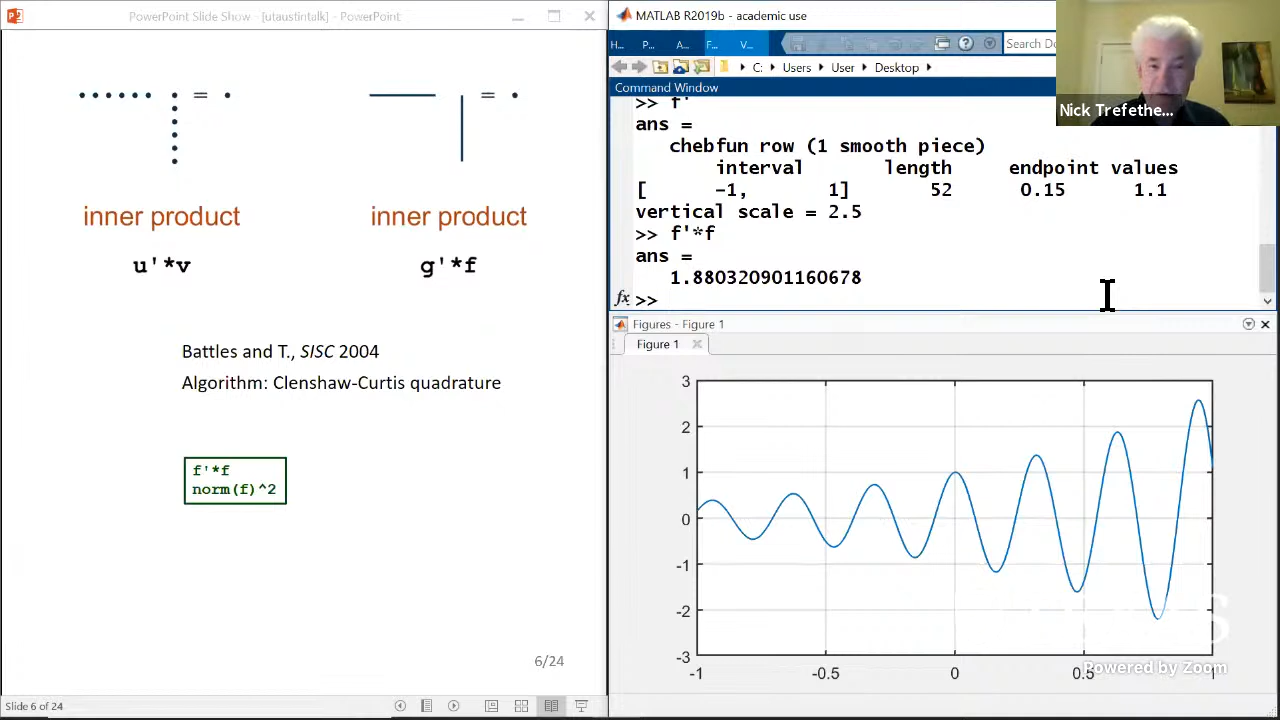 PowerPoint Slide Show - [utaustintalk] - PowerPoint
=
=
inner product
inner product
u'*v
g'*f
Battles and T., SISC 2004
Algorithm: Clenshaw-Curtis quadrature
f'*f
norm(f)^2
6/24
Slide 6 of 24
MATLAB R2019b - academic use
H... P... A... F... V...
Search Do
C: Users User Desktop
Command Window
>> f'
ans =
chebfun row (1 smooth piece)
interval length endpoint values
[ -1, 1] 52 0.15 1.1
vertical scale = 2.5
>> f'*f
ans =
1.880320901160678
fx >>
Nick Trefethe...
Figures - Figure 1
Figure 1
3
2
1
0
-1
-2
-3
-1 -0.5 0 0.5 1
Powered by Zoom